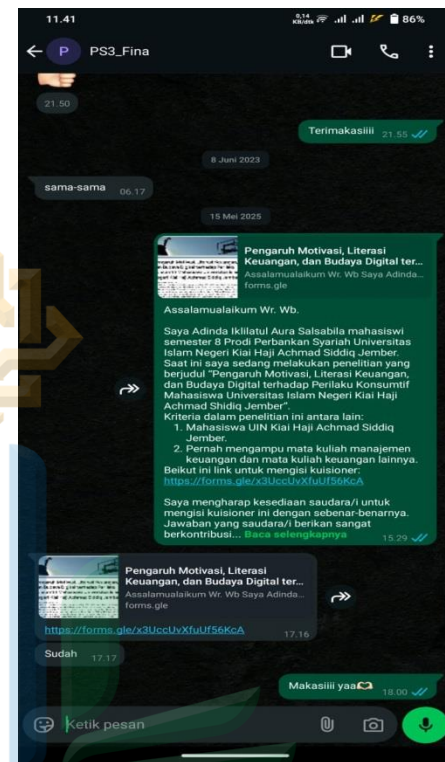 11.41
0,14
KB/dtk
86%
P PS3_Fina
21.50
Terimakasiiii 21.55
8 Juni 2023
sama-sama 06.17
15 Mei 2025
Pengaruh Motivasi, Literasi
Keuangan, dan Budaya Digital ter...
Assalamualaikum Wr. Wb Saya Adinda...
forms.gle
Assalamualaikum Wr. Wb.
Saya Adinda Iklilatul Aura Salsabila mahasiswi
semester 8 Prodi Perbankan Syariah Universitas
Islam Negeri Kiai Haji Achmad Siddiq Jember.
Saat ini saya sedang melakukan penelitian yang
berjudul "Pengaruh Motivasi, Literasi Keuangan,
dan Budaya Digital terhadap Perilaku Konsumtif
Mahasiswa Universitas Islam Negeri Kiai Haji
Achmad Shidiq Jember".
Kriteria dalam penelitian ini antara lain:
1. Mahasiswa UIN Kiai Haji Achmad Siddiq
Jember.
2. Pernah mengampu mata kuliah manajemen
keuangan dan mata kuliah keuangan lainnya.
Beikut ini link untuk mengisi kuisioner:
https://forms.gle/x3UccUvXfuUf56KcA
Saya mengharap kesediaan saudara/i untuk
mengisi kuisioner ini dengan sebenar-benarnya.
Jawaban yang saudara/i berikan sangat
berkontribusi... Baca selengkapnya 15.29
Pengaruh Motivasi, Literasi
Keuangan, dan Budaya Digital ter...
Assalamualaikum Wr. Wb Saya Adinda...
forms.gle
https://forms.gle/x3UccUvXfuUf56KcA 17.16
Sudah 17.17
Makasiiii yaa 18.00
Ketik pesan